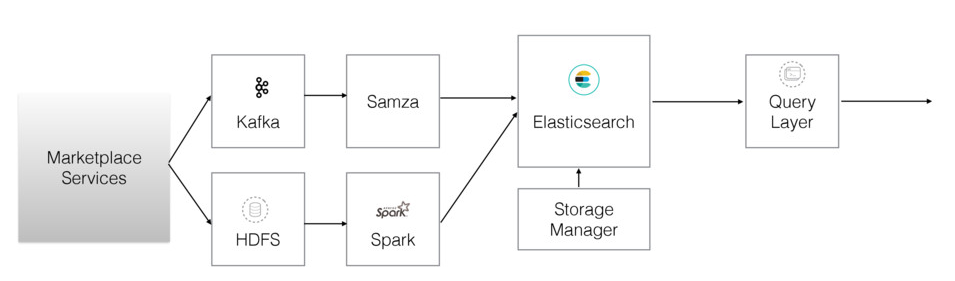 Marketplace
Services
Kafka
Samza
HDFS
Spark
Spark
Elasticsearch
Storage
Manager
Query
Layer